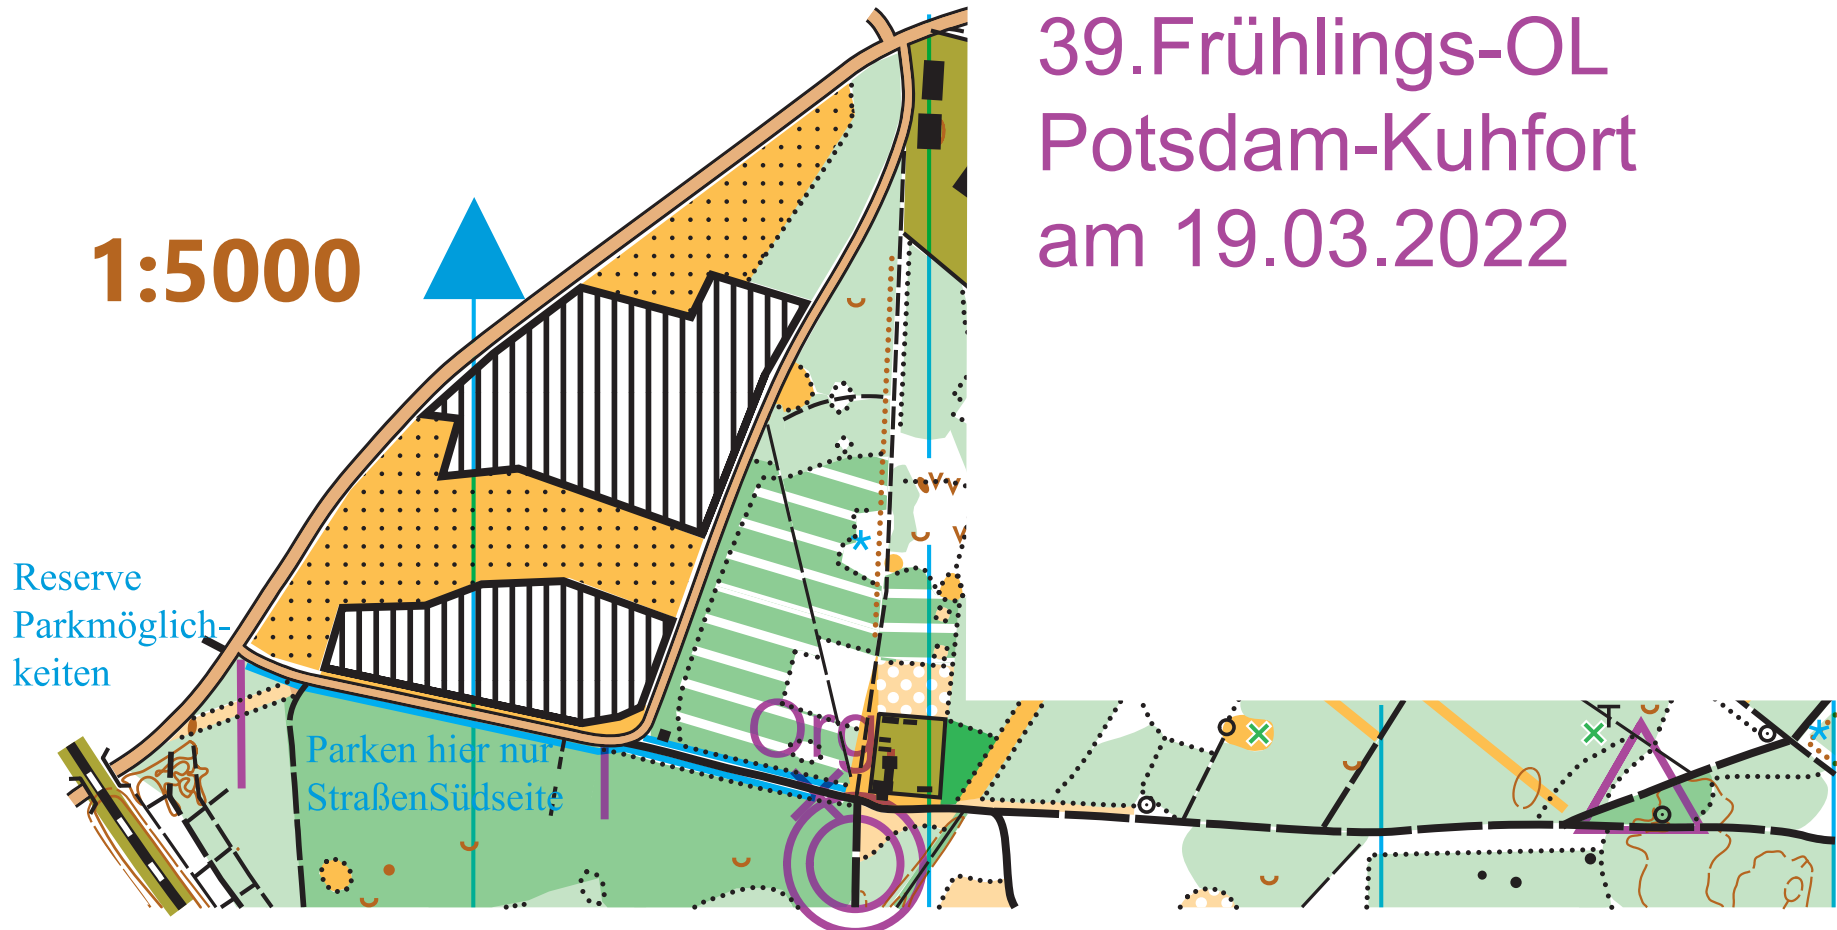 39.Frühlings-OL
Potsdam-Kuhfort
am 19.03.2022
1:5000
Reserve
Parkmöglich-
keiten
Org
Parken hier nur
StraßenSüdseite